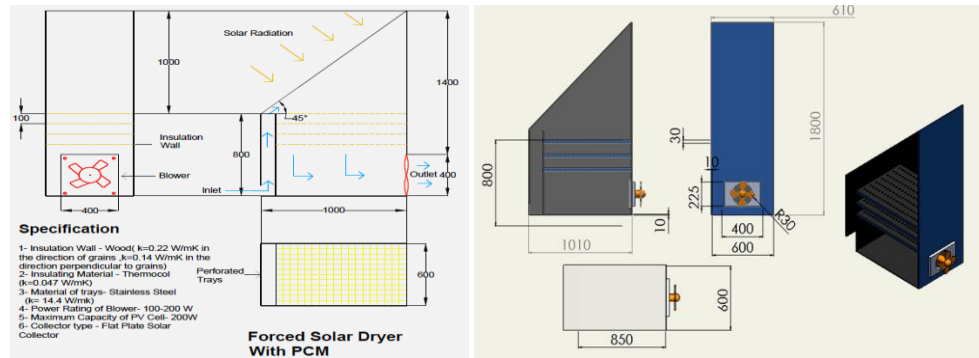 Solar Radiation
1000
1400
100
45°
Insulation
Wall
800
Blower
Inlet
Outlet
400
400
1000
Specification
1- Insulation Wall - Wood( k=0.22 W/mK in
the direction of grains ,k=0.14 W/mK in the
direction perpendicular to grains)
2- Insulating Material - Thermocol
(k=0.047 W/mK)
3- Material of trays- Stainless Steel
(k= 14.4 W/mk)
4- Power Rating of Blower- 100-200 W
5- Maximum Capacity of PV Cell- 200W
6- Collector type - Flat Plate Solar
Collector
Perforated
Trays
600
Forced Solar Dryer
With PCM
610
30
1800
800
10
225
R30
400
10
1010
600
600
850